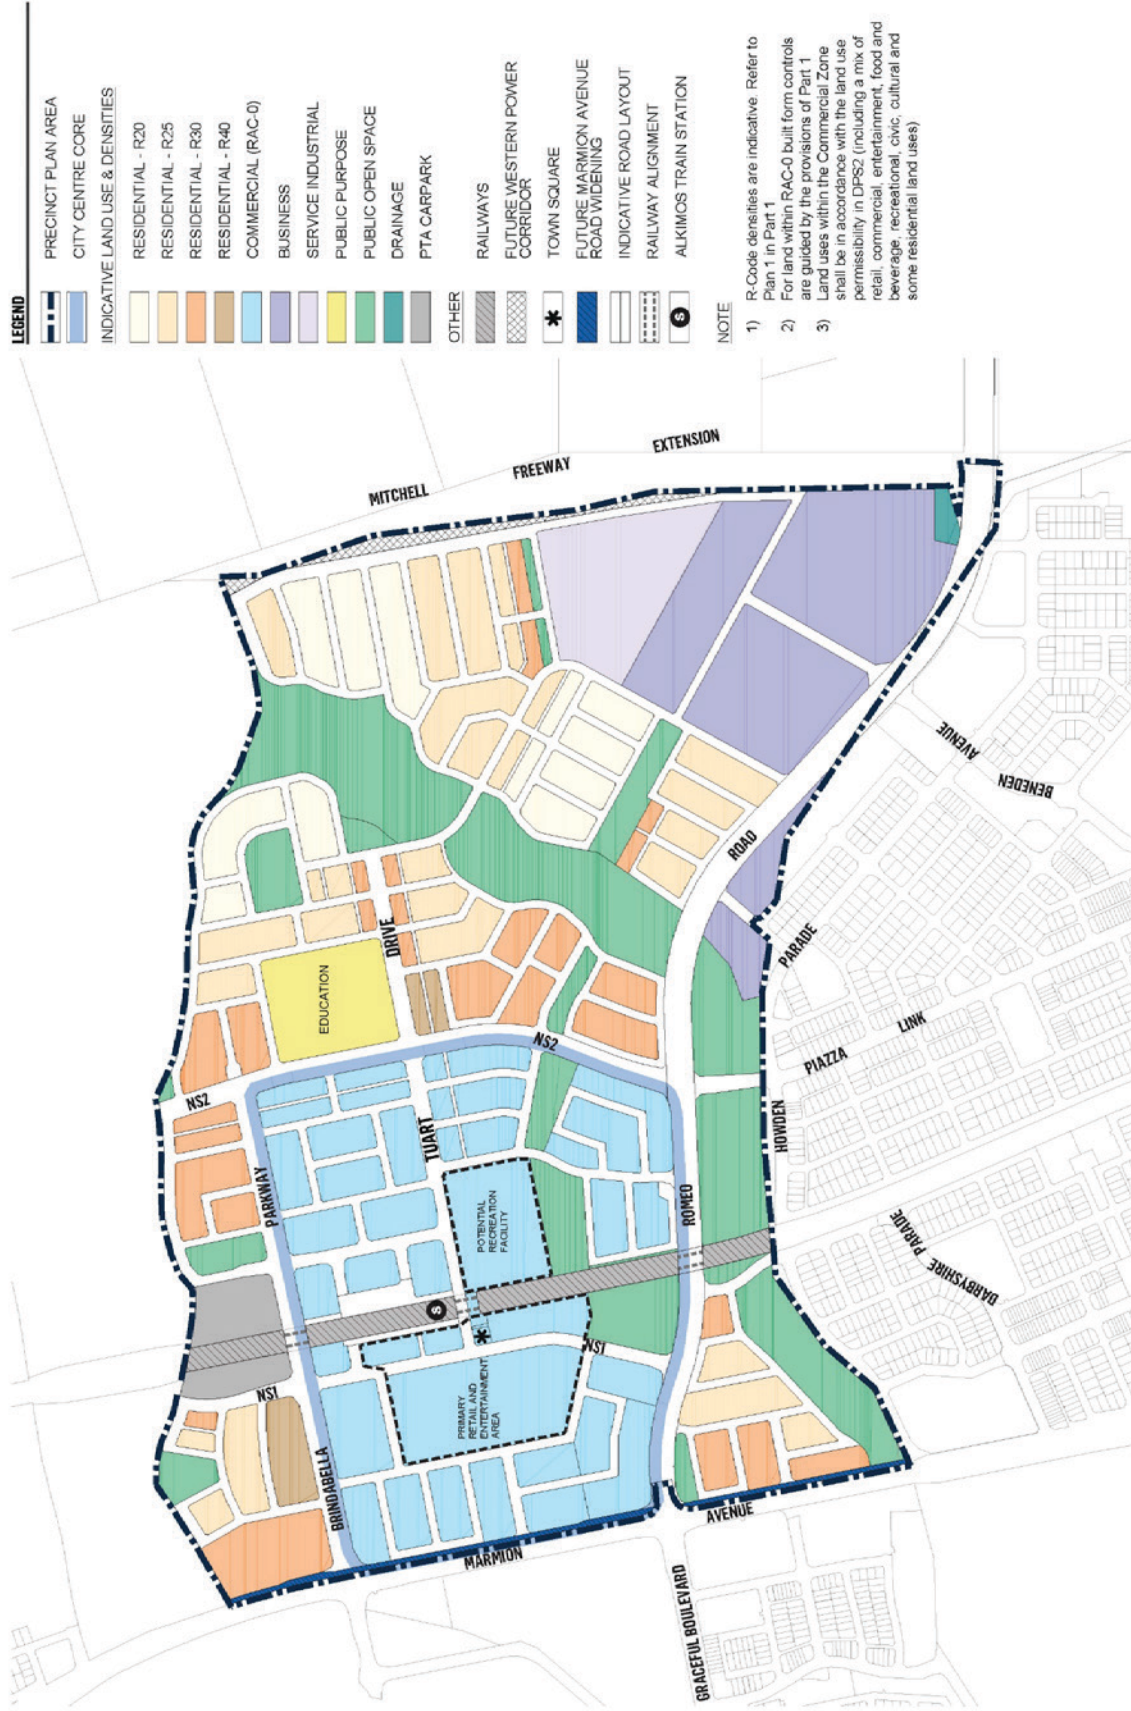 LEGEND
PRECINCT PLAN AREA
CITY CENTRE CORE
INDICATIVE LAND USE & DENSITIES
RESIDENTIAL - R20
RESIDENTIAL - R25
RESIDENTIAL - R30
RESIDENTIAL - R40
COMMERCIAL (RAC-0)
BUSINESS
SERVICE INDUSTRIAL
PUBLIC PURPOSE
PUBLIC OPEN SPACE
DRAINAGE
PTA CARPARK
OTHER
RAILWAYS
FUTURE WESTERN POWER
CORRIDOR
TOWN SQUARE
FUTURE MARMION AVENUE
ROAD WIDENING
INDICATIVE ROAD LAYOUT
RAILWAY ALIGNMENT
S
ALKIMOS TRAIN STATION
NOTE
1) R-Code densities are indicative. Refer to
Plan 1 in Part 1
2) For land within RAC-0 built form controls
are guided by the provisions of Part 1
3) Land uses within the Commercial Zone
shall be in accordance with the land use
permissibility in DPS2 (including a mix of
retail, commercial, entertainment, food and
beverage, recreational, civic, cultural and
some residential land uses)
MITCHELL
FREEWAY
EXTENSION
EDUCATION
DRIVE
NS2
NS2
PARKWAY
TUART
POTENTIAL
RECREATION
FACILITY
S
NS1
NS1
PRIMARY
RETAIL AND
ENTERTAINMENT
AREA
BRINDABELLA
MARMION
AVENUE
GRACEFUL BOULEVARD
ROMEO
ROAD
HOWDEN
PARADE
PIAZZA
LINK
DARBYSHIRE PARADE
BENEDEN
AVENUE